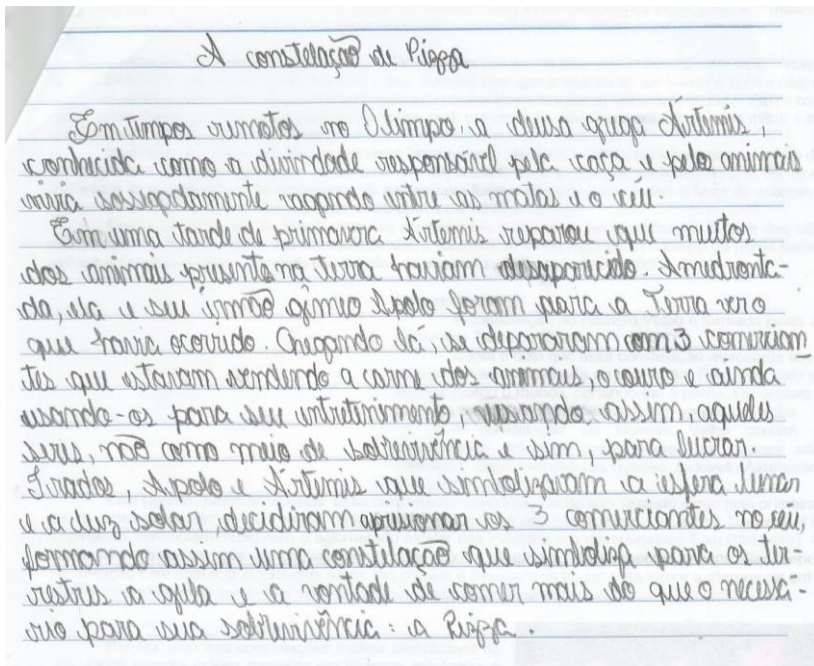 A constelação de Pizza
Em tempos remotos no Olimpo, a deusa grega Ártemis,
conhecida como a divindade responsável pela caça e pelos animais
vivia sossegadamente vagando entre as matas e o céu.
Em uma tarde de primavera Ártemis reparou que muitos
dos animais presente na terra haviam desaparecido. Amedronta-
da, ela e seu irmão gêmeo Apolo foram para a Terra ver o
que havia ocorrido. Chegando lá, se depararam com 3 comercian
tes que estavam vendendo a carne dos animais, o couro e ainda
usando-os para seu entretenimento, usando assim, aqueles
seres, não como meio de sobrevivência e sim, para lucrar.
Irados, Apolo e Ártemis que simbolizavam a esfera lunar
e a luz solar decidiram aprisionar os 3 comerciantes no céu,
formando assim uma constelação que simboliza para os ter-
restres a gula e a vontade de comer mais do que o necessá-
rio para sua sobrevivência: a Pizza.